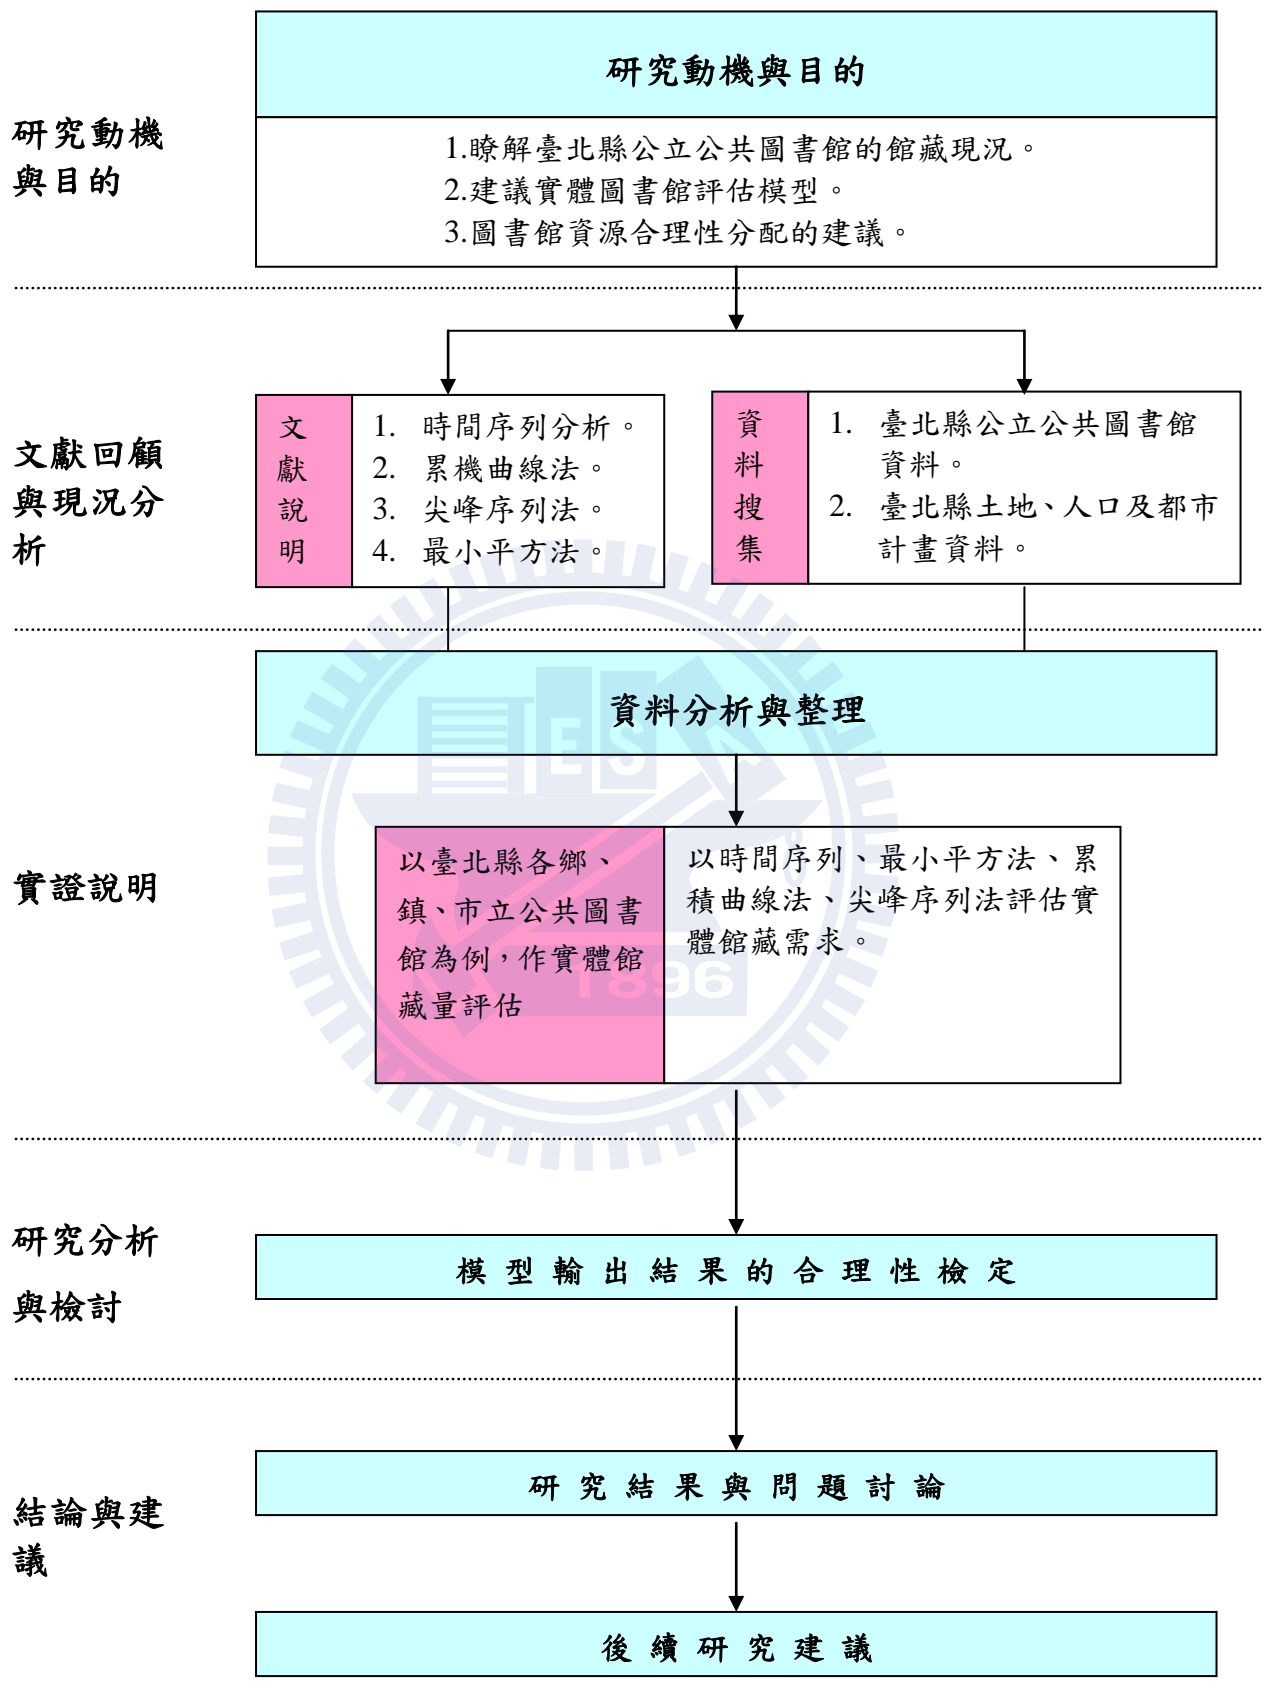 研究動機與目的
研究動機
與目的
1.瞭解臺北縣公立公共圖書館的館藏現況。
2.建議實體圖書館評估模型。
3.圖書館資源合理性分配的建議。
文獻回顧
與現況分
析
文
獻
說
明
1. 時間序列分析。
2. 累機曲線法。
3. 尖峰序列法。
4. 最小平方法。
資
料
搜
集
1. 臺北縣公立公共圖書館
資料。
2. 臺北縣土地、人口及都市
計畫資料。
資料分析與整理
實證說明
以臺北縣各鄉、
鎮、市立公共圖書
館為例，作實體館
藏量評估
以時間序列、最小平方法、累
積曲線法、尖峰序列法評估實
體館藏需求。
ESA
1896
研究分析
與檢討
模型輸出結果的合理性檢定
結論與建
議
研究結果與問題討論
後續研究建議